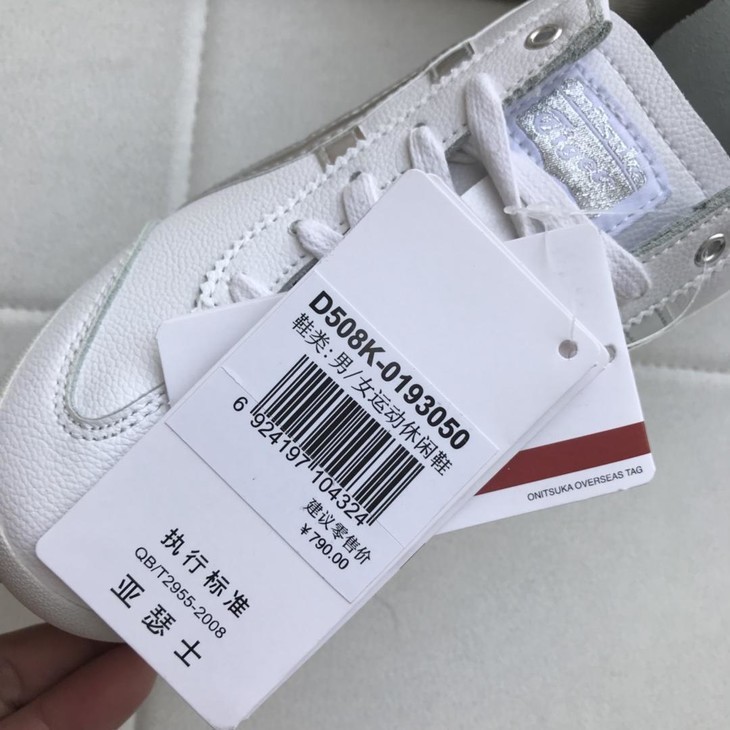 D508K-0193050
鞋类:男/女运动休闲鞋
6 924197 104324
建议零售价
¥790.00
执行标准
QB/T2955-2008
亚瑟士
ONITSUKA OVERSEAS TAG